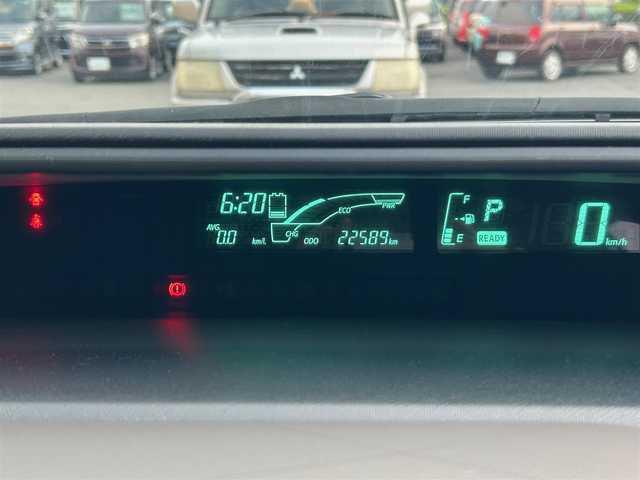 6:20
ECO
PWR
AVG
0.0 km/L
CHG
ODO 22589 km
F
E
P
READY
0 km/h